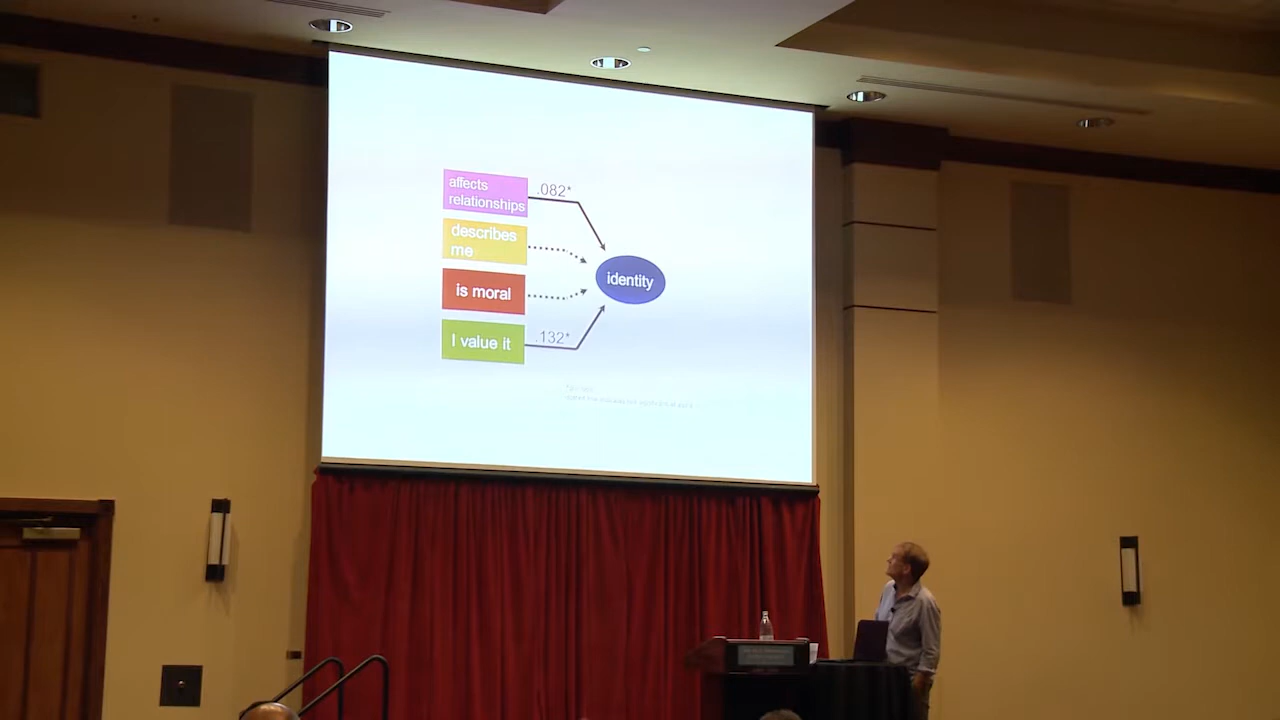 affects
relationships
.082*
describes
me
is moral
identity
I value it
.132*